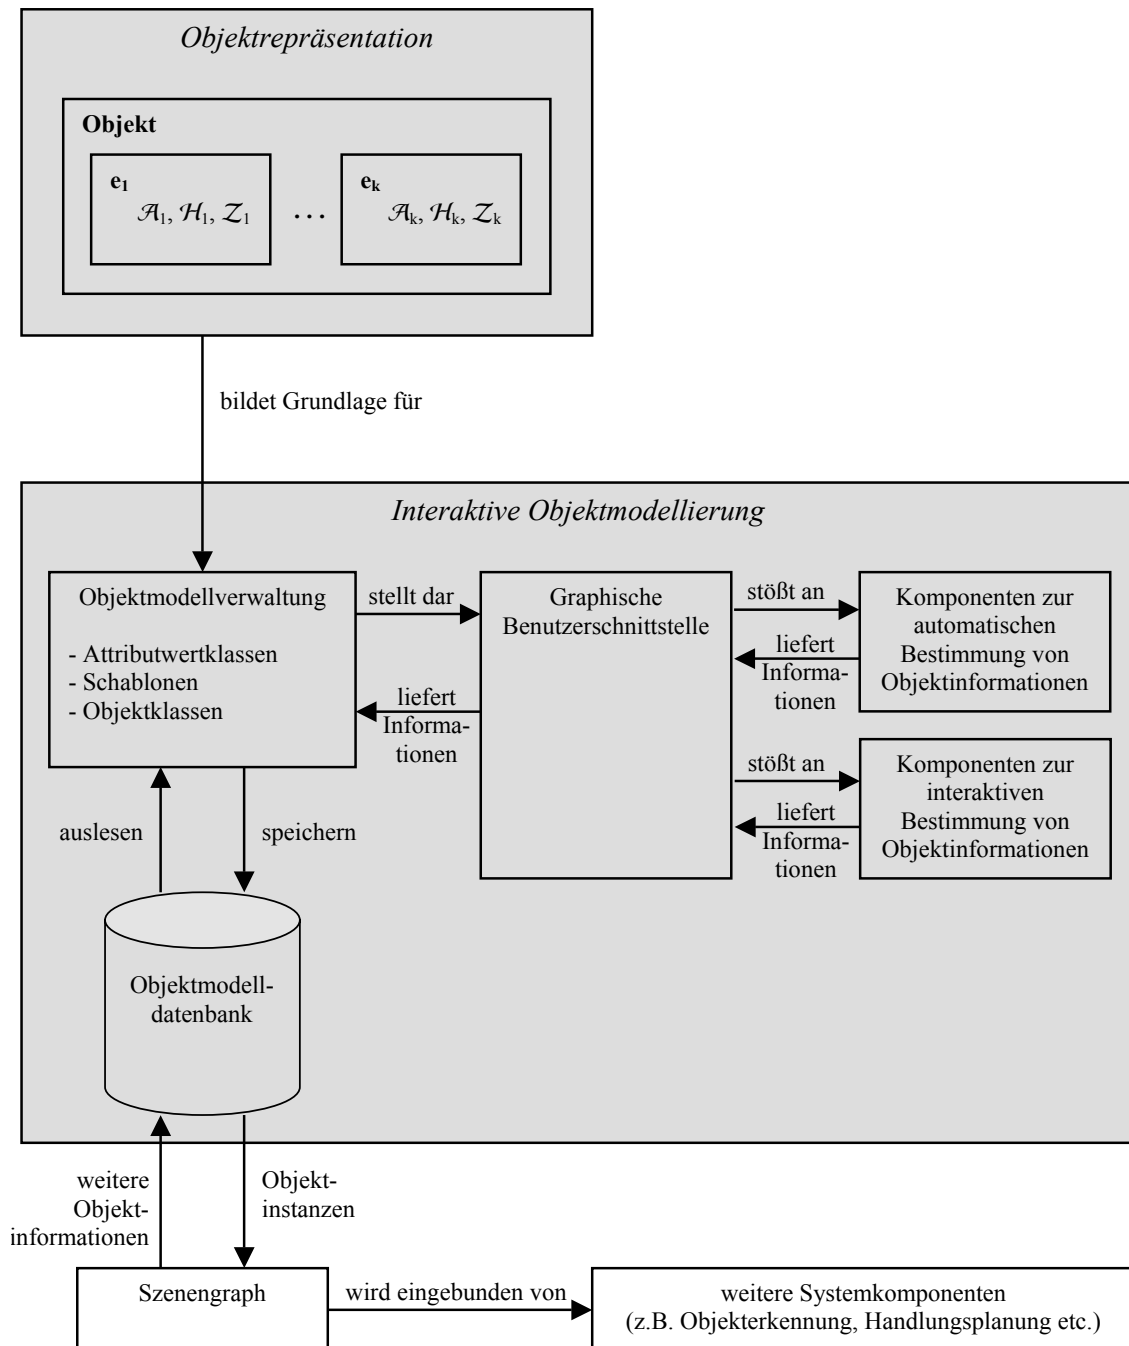 Objektrepräsentation
Objekt
e1
𝒜1, ℋ1, 𝒵1
...
ek
𝒜k, ℋk, 𝒵k
bildet Grundlage für
Interaktive Objektmodellierung
Objektmodellverwaltung
- Attributwertklassen
- Schablonen
- Objektklassen
stellt dar
liefert
Informa-
tionen
Graphische
Benutzerschnittstelle
stößt an
liefert
Informa-
tionen
Komponenten zur
automatischen
Bestimmung von
Objektinformationen
stößt an
liefert
Informa-
tionen
Komponenten zur
interaktiven
Bestimmung von
Objektinformationen
auslesen
speichern
Objektmodell-
datenbank
weitere
Objekt-
informationen
Objekt-
instanzen
Szenengraph
wird eingebunden von
weitere Systemkomponenten
(z.B. Objekterkennung, Handlungsplanung etc.)